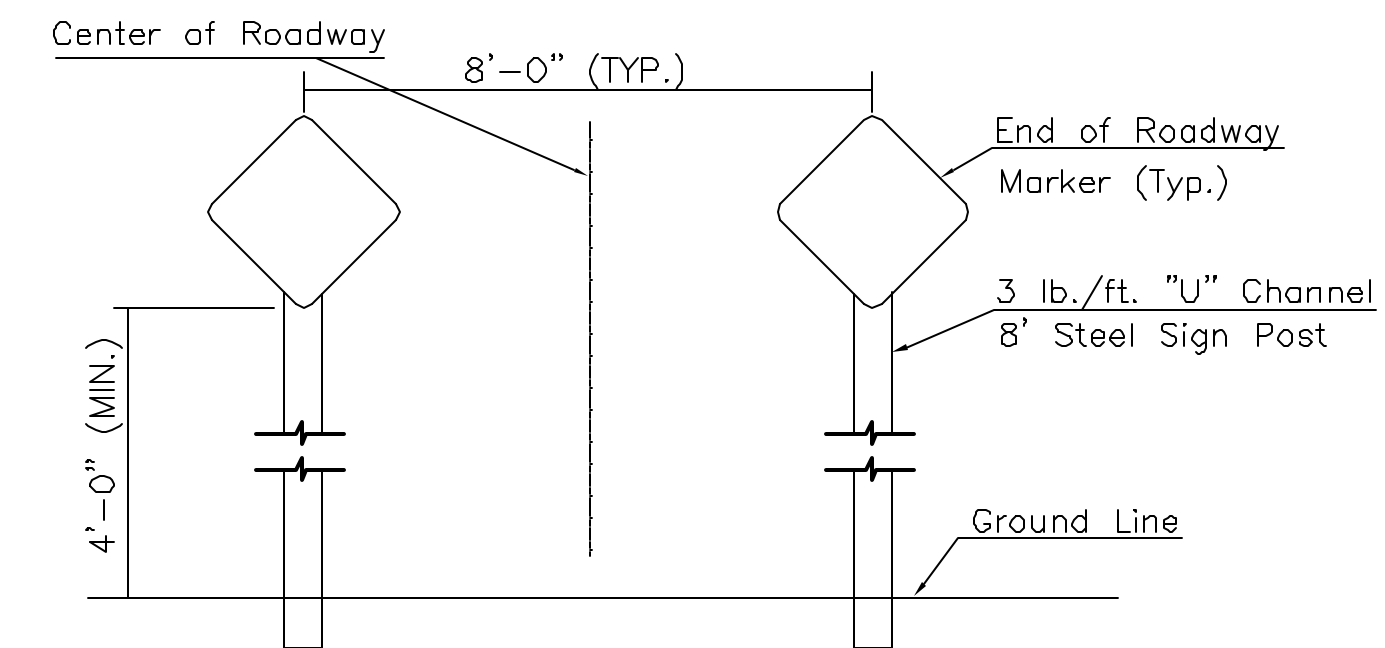 Center of Roadway
8'-0" (TYP.)
End of Roadway
Marker (Typ.)
3 lb./ft. "U" Channel
8' Steel Sign Post
4'-0" (MIN.)
Ground Line